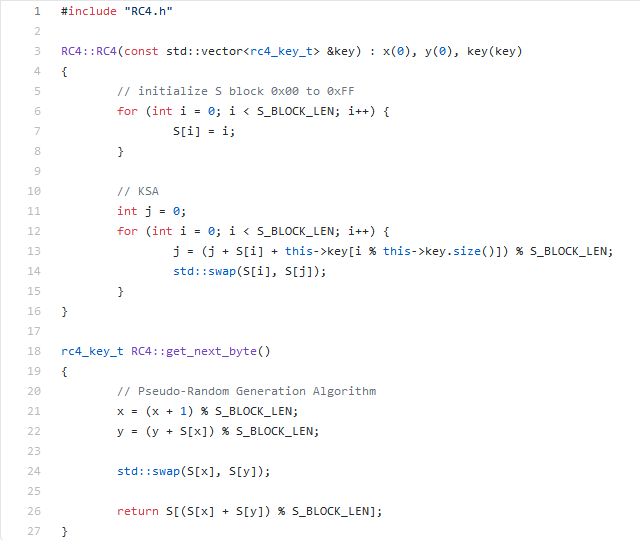 1 #include "RC4.h"
2
3 RC4::RC4(const std::vector<rc4_key_t> &key) : x(0), y(0), key(key)
4 {
5 // initialize S block 0x00 to 0xFF
6 for (int i = 0; i < S_BLOCK_LEN; i++) {
7 S[i] = i;
8 }
9
10 // KSA
11 int j = 0;
12 for (int i = 0; i < S_BLOCK_LEN; i++) {
13 j = (j + S[i] + this->key[i % this->key.size()]) % S_BLOCK_LEN;
14 std::swap(S[i], S[j]);
15 }
16 }
17
18 rc4_key_t RC4::get_next_byte()
19 {
20 // Pseudo-Random Generation Algorithm
21 x = (x + 1) % S_BLOCK_LEN;
22 y = (y + S[x]) % S_BLOCK_LEN;
23
24 std::swap(S[x], S[y]);
25
26 return S[(S[x] + S[y]) % S_BLOCK_LEN];
27 }